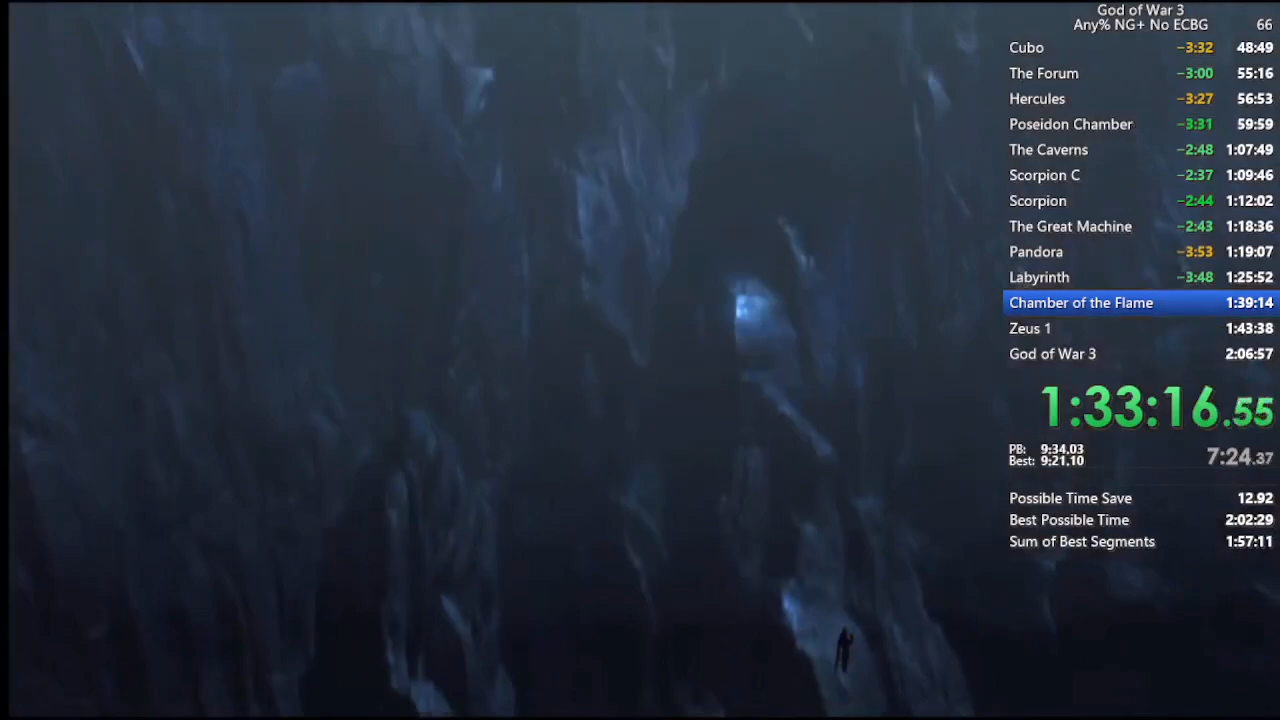 God of War 3
Any% NG+ No ECBG 66
Cubo −3:32 48:49
The Forum −3:00 55:16
Hercules −3:27 56:53
Poseidon Chamber −3:31 59:59
The Caverns −2:48 1:07:49
Scorpion C −2:37 1:09:46
Scorpion −2:44 1:12:02
The Great Machine −2:43 1:18:36
Pandora −3:53 1:19:07
Labyrinth −3:48 1:25:52
Chamber of the Flame 1:39:14
Zeus 1 1:43:38
God of War 3 2:06:57
1:33:16.55
PB: 9:34.03
Best: 9:21.10
7:24.37
Possible Time Save 12.92
Best Possible Time 2:02:29
Sum of Best Segments 1:57:11